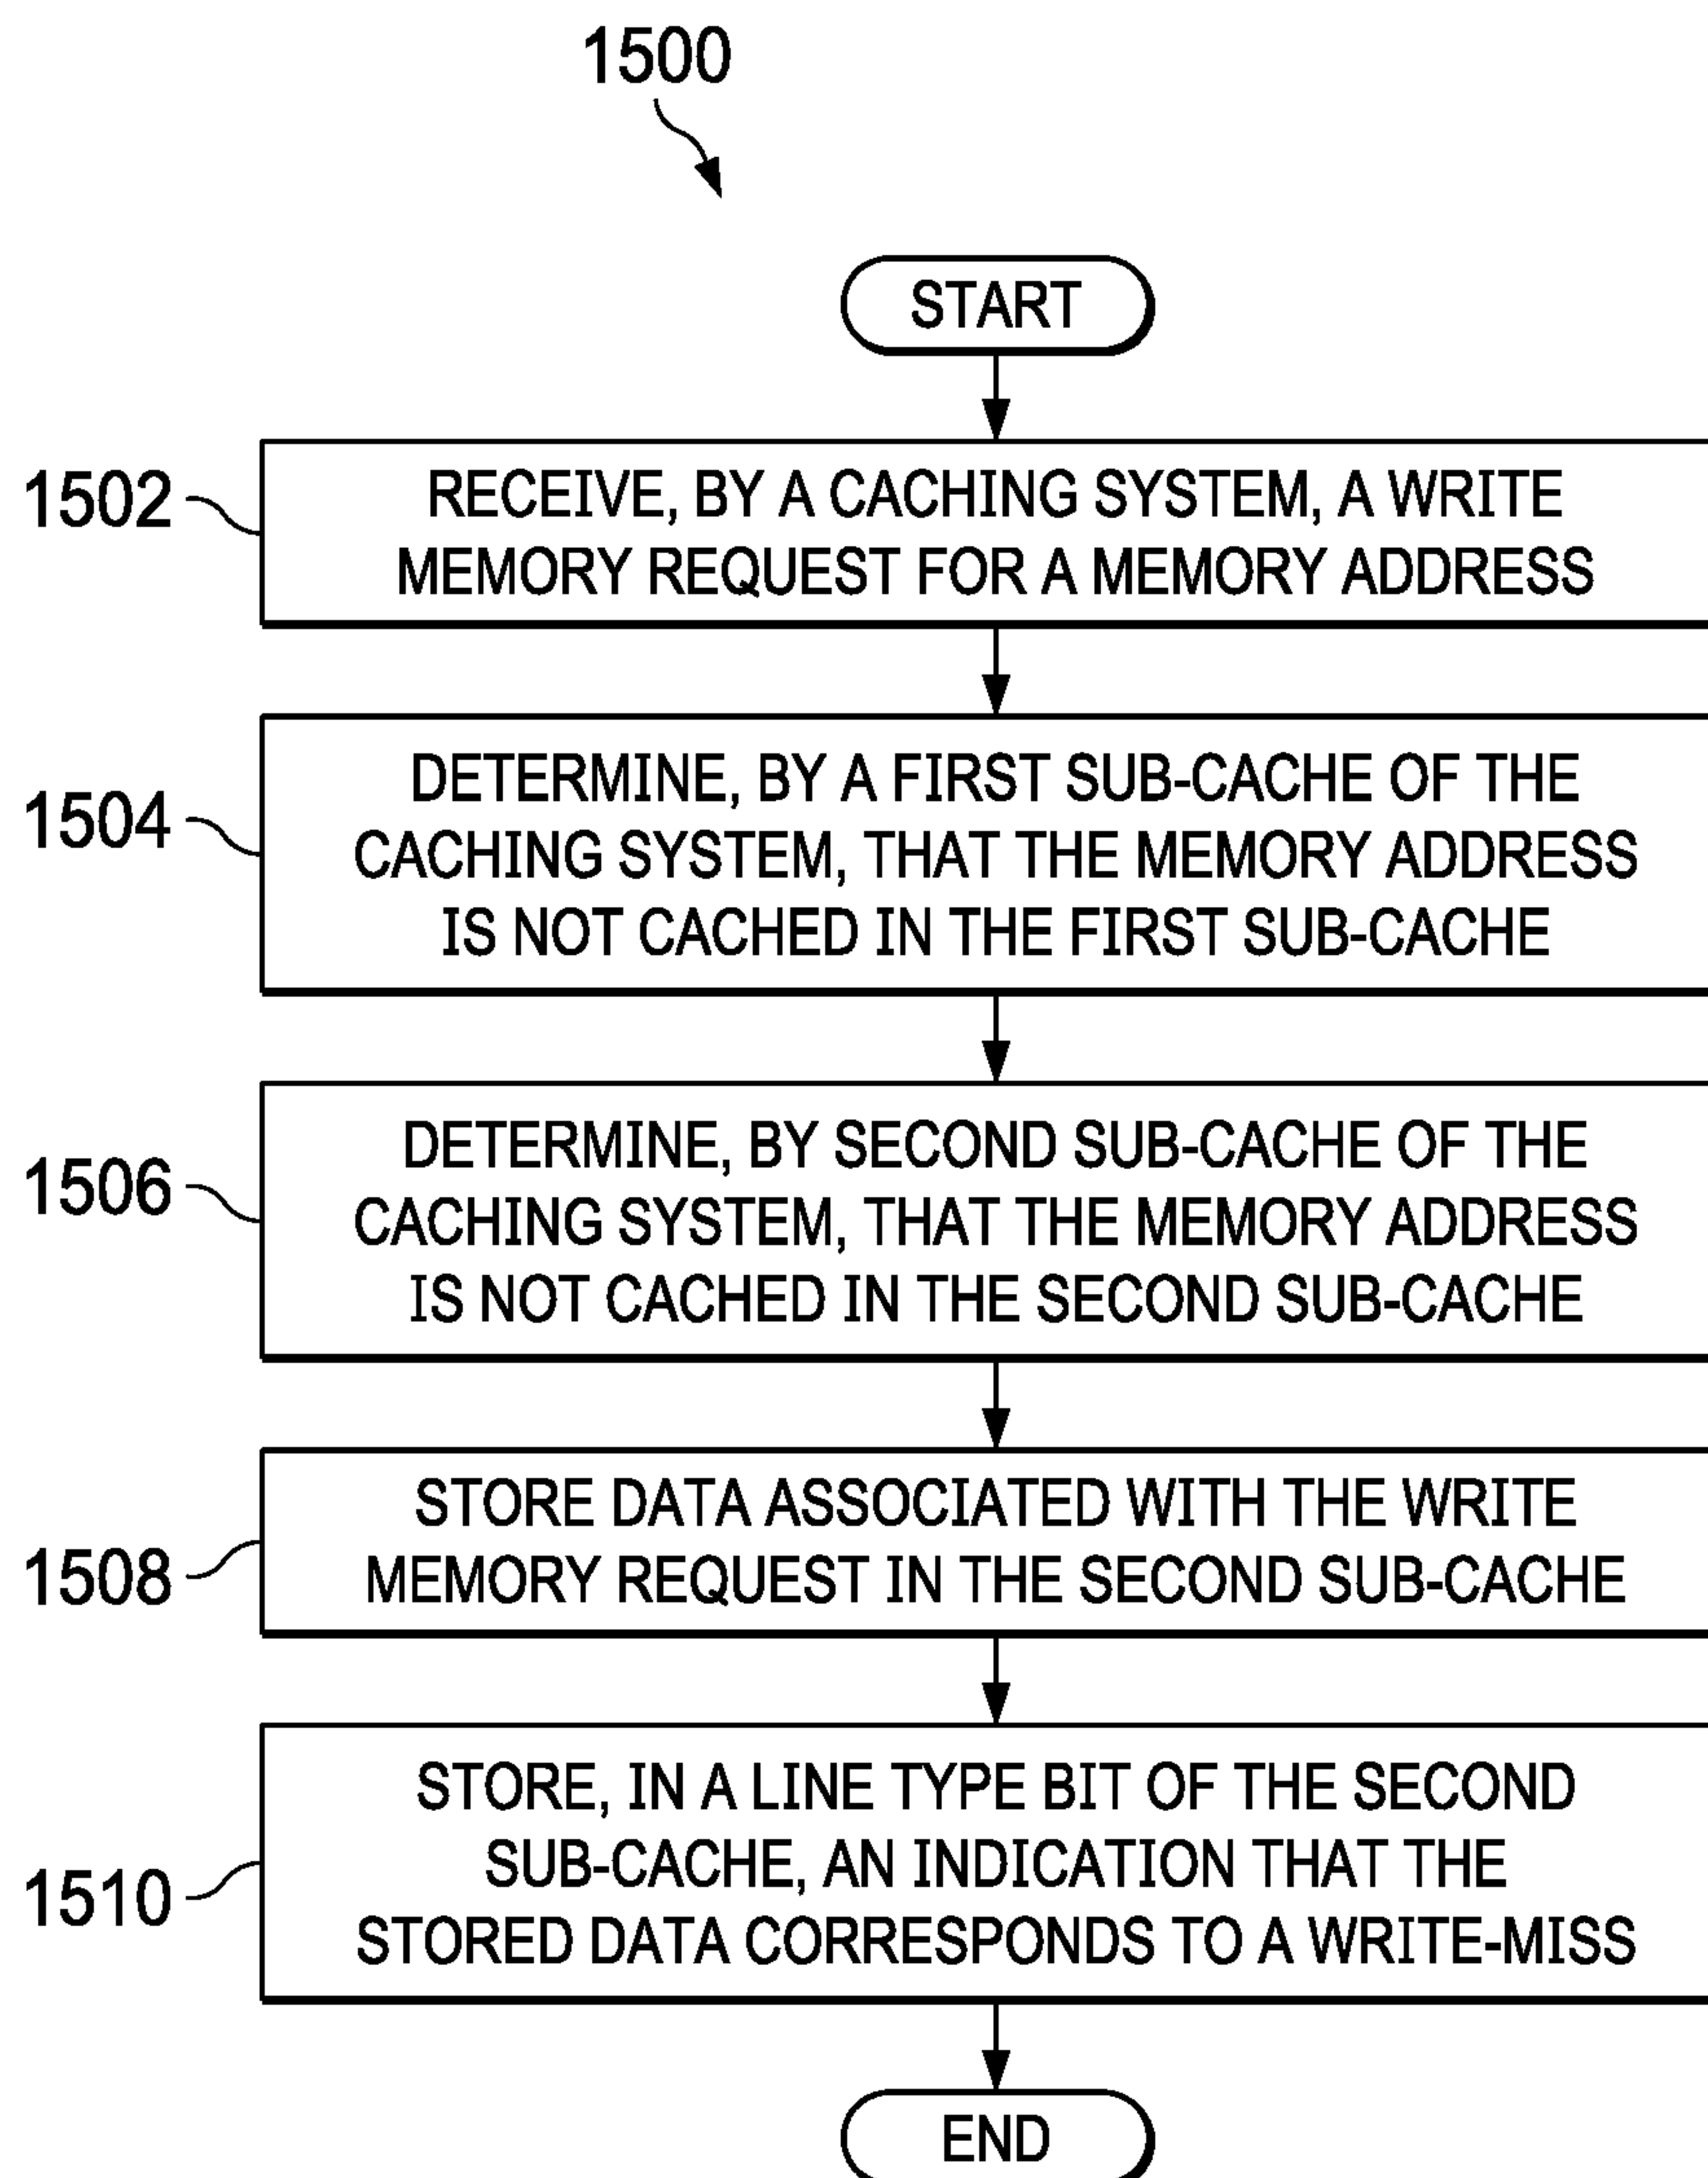 1500
START
1502
RECEIVE, BY A CACHING SYSTEM, A WRITE
MEMORY REQUEST FOR A MEMORY ADDRESS
1504
DETERMINE, BY A FIRST SUB-CACHE OF THE
CACHING SYSTEM, THAT THE MEMORY ADDRESS
IS NOT CACHED IN THE FIRST SUB-CACHE
1506
DETERMINE, BY SECOND SUB-CACHE OF THE
CACHING SYSTEM, THAT THE MEMORY ADDRESS
IS NOT CACHED IN THE SECOND SUB-CACHE
1508
STORE DATA ASSOCIATED WITH THE WRITE
MEMORY REQUEST IN THE SECOND SUB-CACHE
1510
STORE, IN A LINE TYPE BIT OF THE SECOND
SUB-CACHE, AN INDICATION THAT THE
STORED DATA CORRESPONDS TO A WRITE-MISS
END